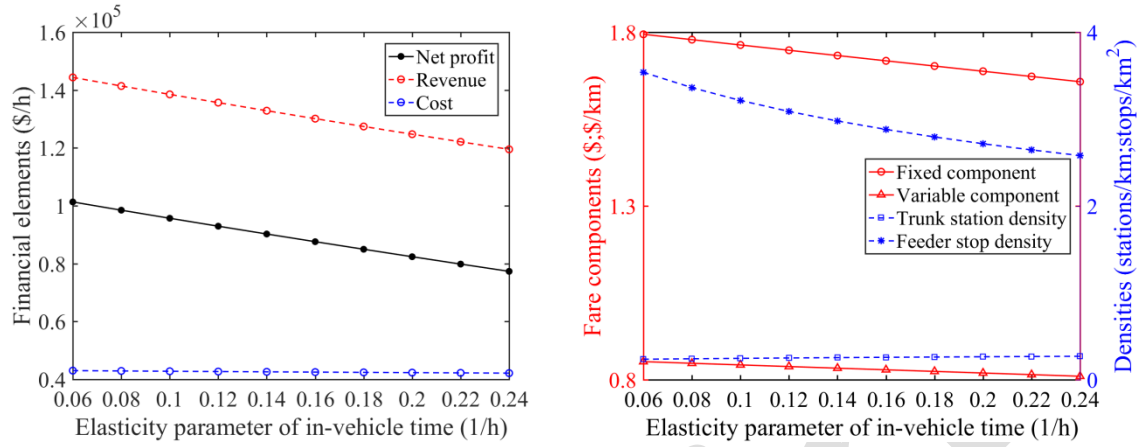 ×10⁵
1.6
1.4
1.2
1
0.8
0.6
0.4
Financial elements ($/h)
Net profit
Revenue
Cost
0.06 0.08 0.1 0.12 0.14 0.16 0.18 0.2 0.22 0.24
Elasticity parameter of in-vehicle time (1/h)
1.8
1.3
0.8
Fare components ($;$/km)
Fixed component
Variable component
Trunk station density
Feeder stop density
4
2
0
Densities (stations/km;stops/km²)
0.06 0.08 0.1 0.12 0.14 0.16 0.18 0.2 0.22 0.24
Elasticity parameter of in-vehicle time (1/h)